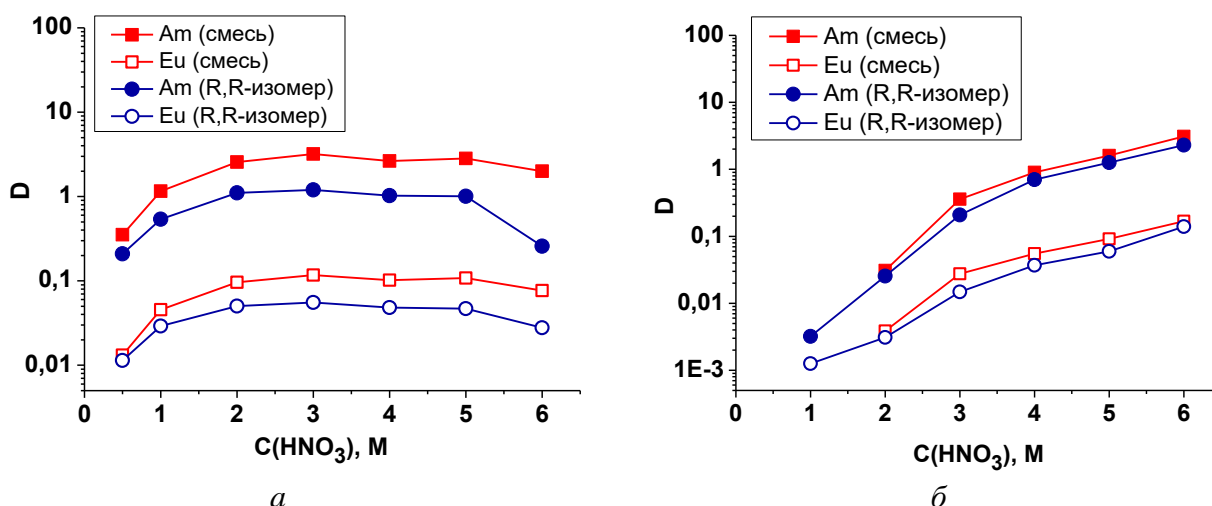 Am (смесь)
Eu (смесь)
Am (R,R-изомер)
Eu (R,R-изомер)
100
10
1
0,1
0,01
D
0 1 2 3 4 5 6
C(HNO₃), M
а
Am (смесь)
Eu (смесь)
Am (R,R-изомер)
Eu (R,R-изомер)
100
10
1
0,1
0,01
1E-3
D
0 1 2 3 4 5 6
C(HNO₃), M
б